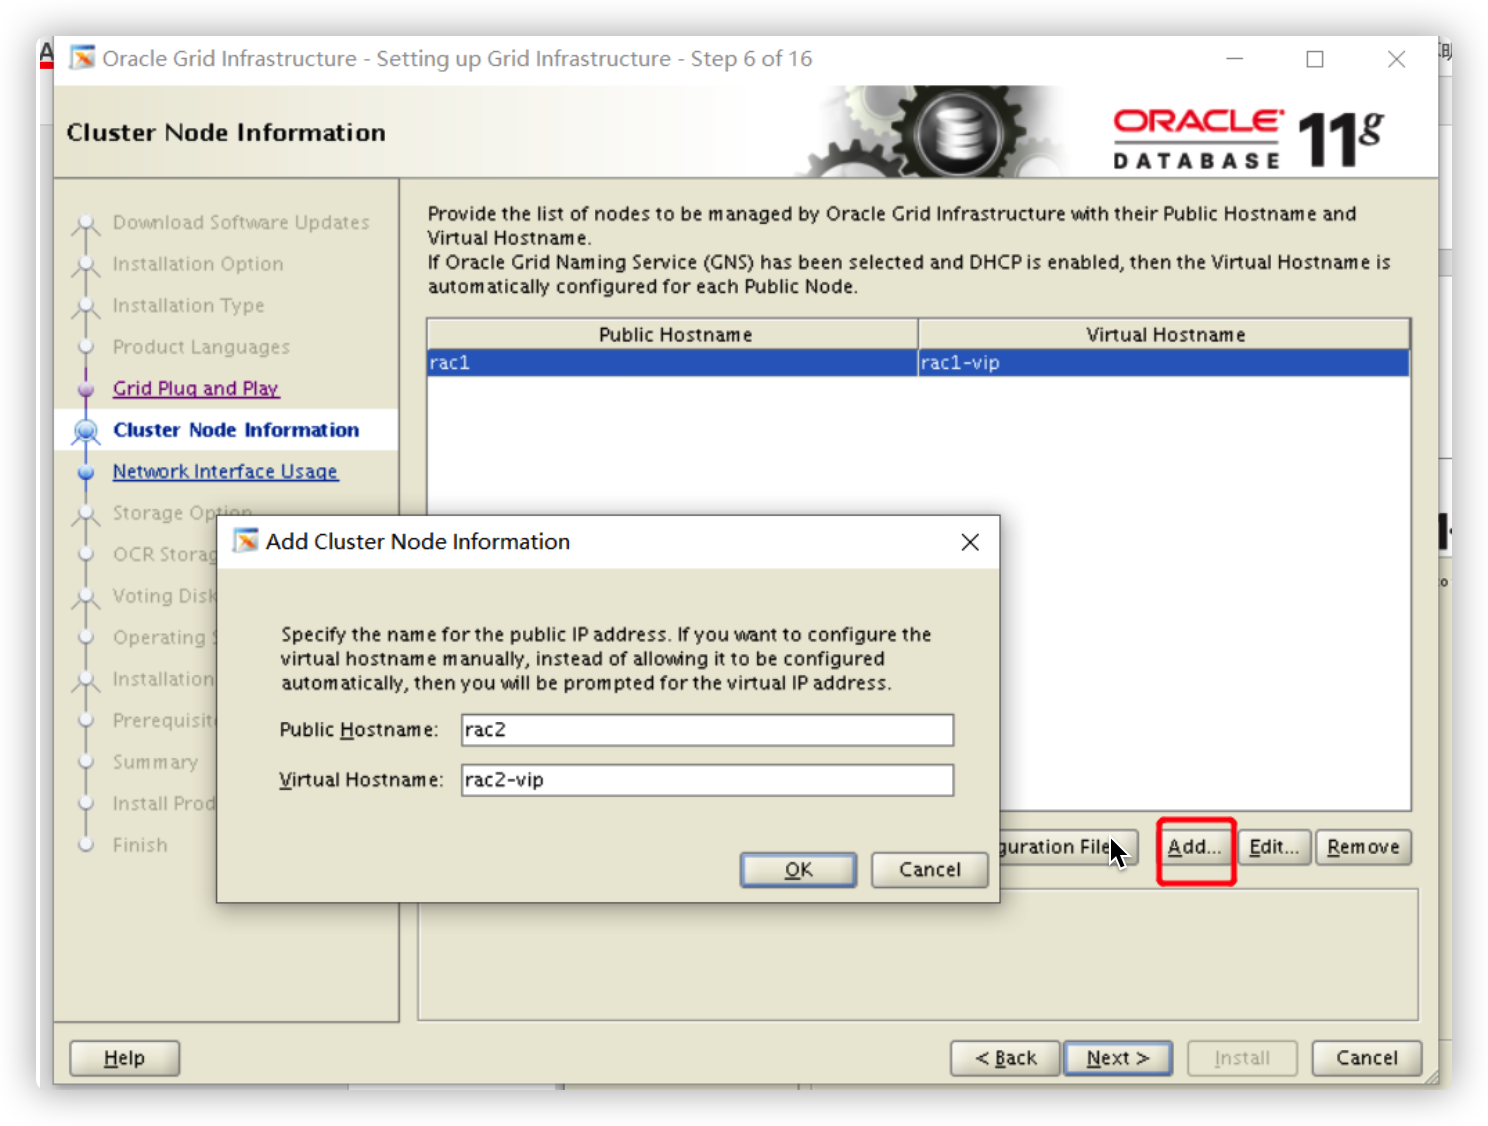 A
Oracle Grid Infrastructure - Setting up Grid Infrastructure - Step 6 of 16
Cluster Node Information
ORACLE
DATABASE
11g
Download Software Updates
Installation Option
Installation Type
Product Languages
Grid Plug and Play
Cluster Node Information
Network Interface Usage
Storage Option
OCR Storag
Voting Disk
Operating S
Installation
Prerequisite
Summary
Install Prod
Finish
Provide the list of nodes to be managed by Oracle Grid Infrastructure with their Public Hostname and
Virtual Hostname.
If Oracle Grid Naming Service (GNS) has been selected and DHCP is enabled, then the Virtual Hostname is
automatically configured for each Public Node.
Public Hostname Virtual Hostname
rac1 rac1-vip
Add Cluster Node Information
Specify the name for the public IP address. If you want to configure the
virtual hostname manually, instead of allowing it to be configured
automatically, then you will be prompted for the virtual IP address.
Public Hostname: rac2
Virtual Hostname: rac2-vip
OK Cancel
guration File Add... Edit... Remove
Help < Back Next > Install Cancel